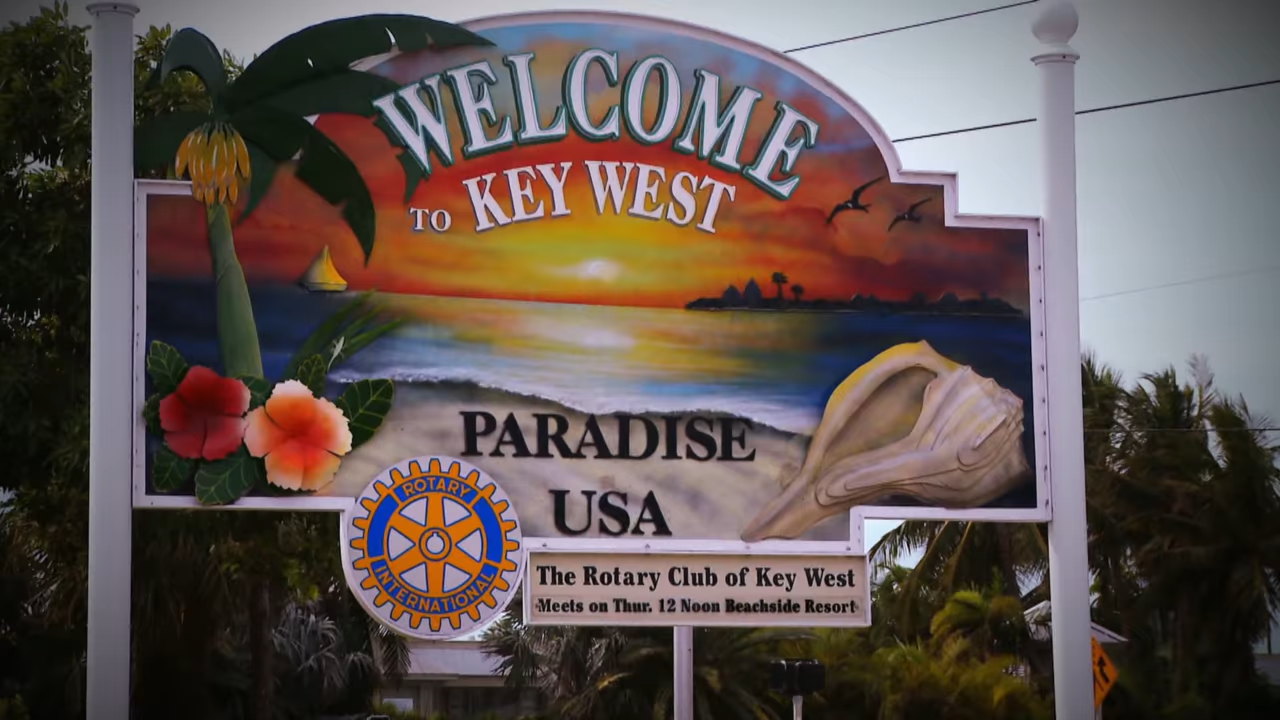 WELCOME
TO KEY WEST
PARADISE
USA
ROTARY
INTERNATIONAL
The Rotary Club of Key West
Meets on Thur. 12 Noon Beachside Resort